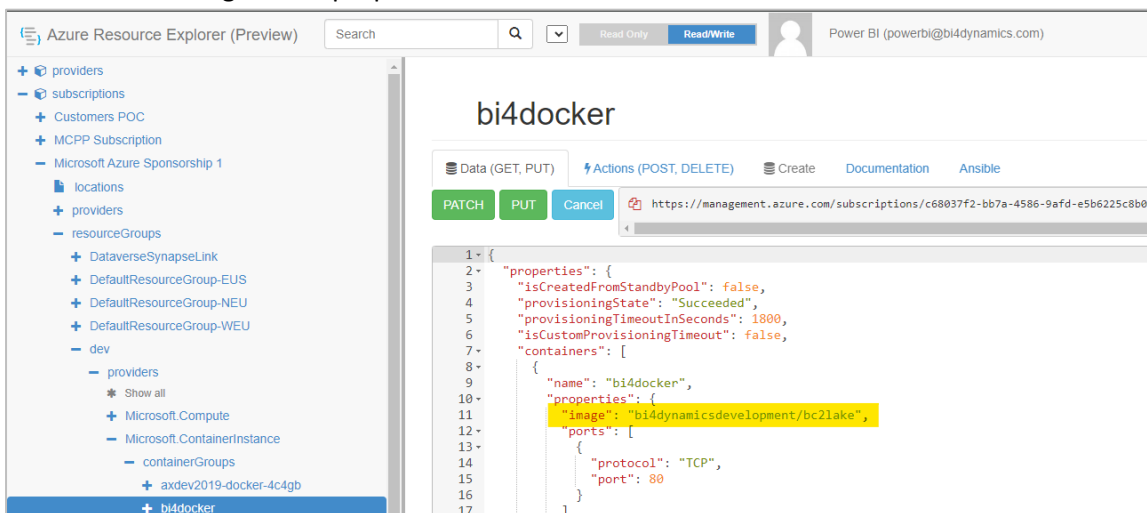 Azure Resource Explorer (Preview)
Search
Read Only
Read/Write
Power BI (powerbi@bi4dynamics.com)
providers
subscriptions
Customers POC
MCPP Subscription
Microsoft Azure Sponsorship 1
locations
providers
resourceGroups
DataverseSynapseLink
DefaultResourceGroup-EUS
DefaultResourceGroup-NEU
DefaultResourceGroup-WEU
dev
providers
Show all
Microsoft.Compute
Microsoft.ContainerInstance
containerGroups
axdev2019-docker-4c4gb
bi4docker
bi4docker
Data (GET, PUT)
Actions (POST, DELETE)
Create
Documentation
Ansible
PATCH
PUT
Cancel
https://management.azure.com/subscriptions/c68037f2-bb7a-4586-9afd-e5b6225c8b0
1 {
2 "properties": {
3 "isCreatedFromStandbyPool": false,
4 "provisioningState": "Succeeded",
5 "provisioningTimeoutInSeconds": 1800,
6 "isCustomProvisioningTimeout": false,
7 "containers": [
8 {
9 "name": "bi4docker",
10 "properties": {
11 "image": "bi4dynamicsdevelopment/bc2lake",
12 "ports": [
13 {
14 "protocol": "TCP",
15 "port": 80
16 }
17 ]